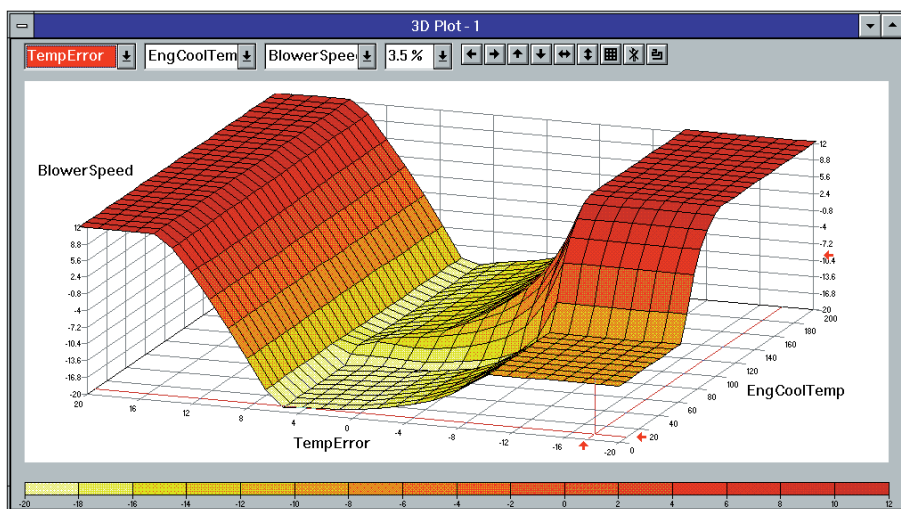 3D Plot - 1
TempError EngCoolTem BlowerSpee 3.5 %
BlowerSpeed
12
8.8
5.6
2.4
-0.8
-4
-7.2
-10.4
-13.6
-16.8
-20
20 16 12 8 4 0 -4 -8 -12 -16 -20
TempError
12
8.8
5.6
2.4
-0.8
-4
-7.2
-10.4
-13.6
-16.8
-20
0 20 40 60 80 100 120 140 160 180 200
EngCoolTemp
-20 -18 -16 -14 -12 -10 -8 -6 -4 -2 0 2 4 6 8 10 12